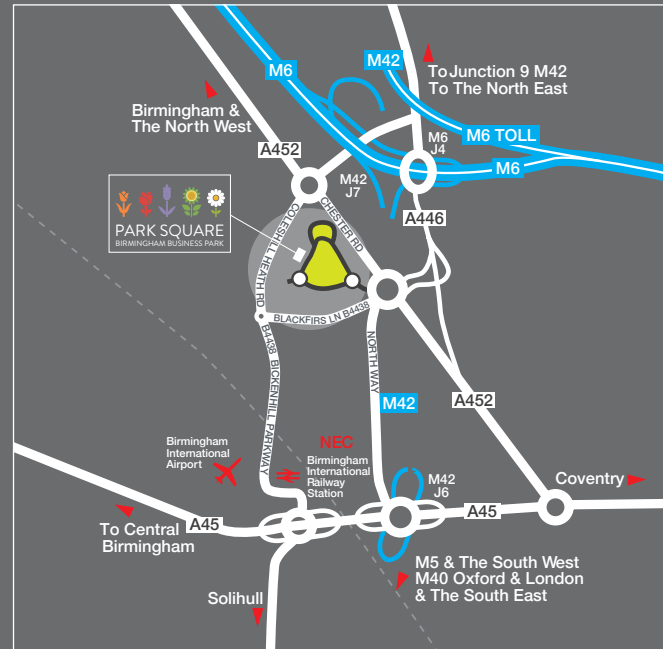 M6
M42
To Junction 9 M42
To The North East
Birmingham &
The North West
A452
M6
J4
M6 TOLL
M6
M42
J7
A446
PARK SQUARE
BIRMINGHAM BUSINESS PARK
COLESHILL HEATH RD
CHESTER RD
BLACKFIRS LN B4438
B4438 BICKENHILL PARKWAY
NORTH WAY
M42
A452
NEC
Birmingham
International
Airport
Birmingham
International
Railway
Station
M42
J6
Coventry
A45
A45
To Central
Birmingham
M5 & The South West
M40 Oxford & London
& The South East
Solihull